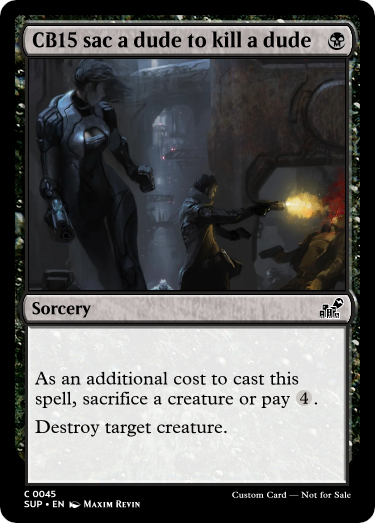 CB15 sac a dude to kill a dude
Sorcery
As an additional cost to cast this
spell, sacrifice a creature or pay 4.
Destroy target creature.
C 0045
SUP • EN MAXIM REVIN
Custom Card — Not for Sale